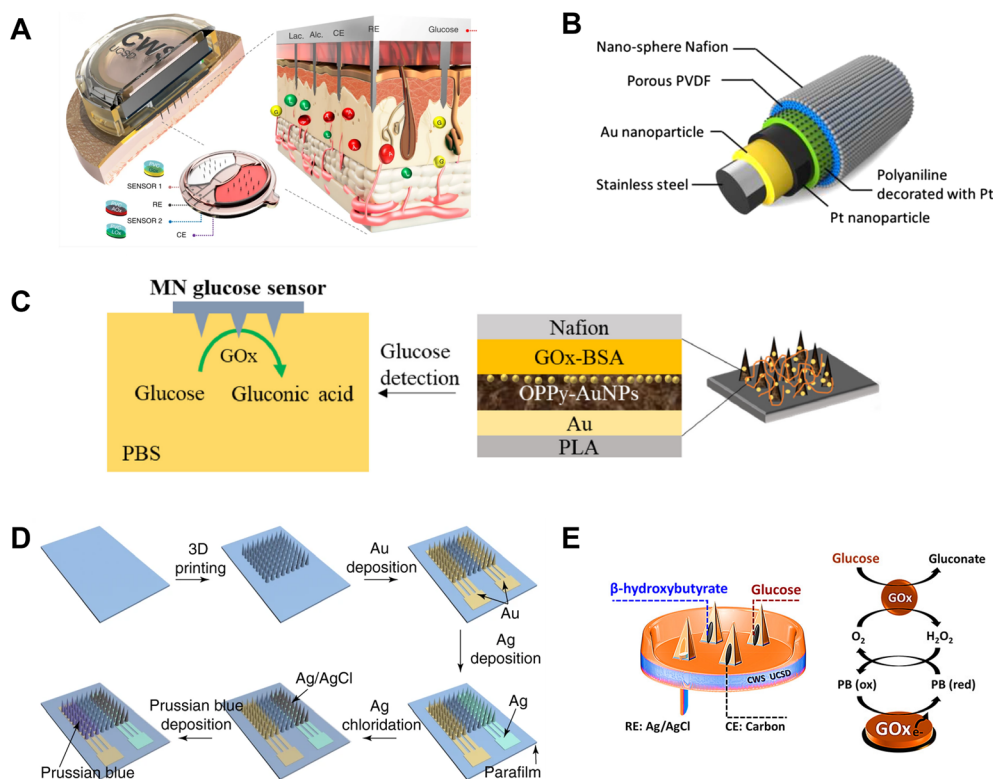 A
CWS
UCSD
Lac. Alc. CE RE Glucose
G
G
G
PVC
SENSOR 1
RE
AOx
SENSOR 2
LOx
CE
B
Nano-sphere Nafion
Porous PVDF
Au nanoparticle
Stainless steel
Polyaniline
decorated with Pt
Pt nanoparticle
C
MN glucose sensor
GOx
Glucose
Gluconic acid
PBS
Glucose
detection
Nafion
GOx-BSA
OPPy-AuNPs
Au
PLA
D
3D
printing
Au
deposition
Au
Ag
deposition
Ag
Parafilm
Ag
chloridation
Ag/AgCl
Prussian blue
deposition
Prussian blue
E
β-hydroxybutyrate
Glucose
CWS UCSD
RE: Ag/AgCl
CE: Carbon
Glucose
Gluconate
GOx
O2
H2O2
PB (ox)
PB (red)
GOx
e-